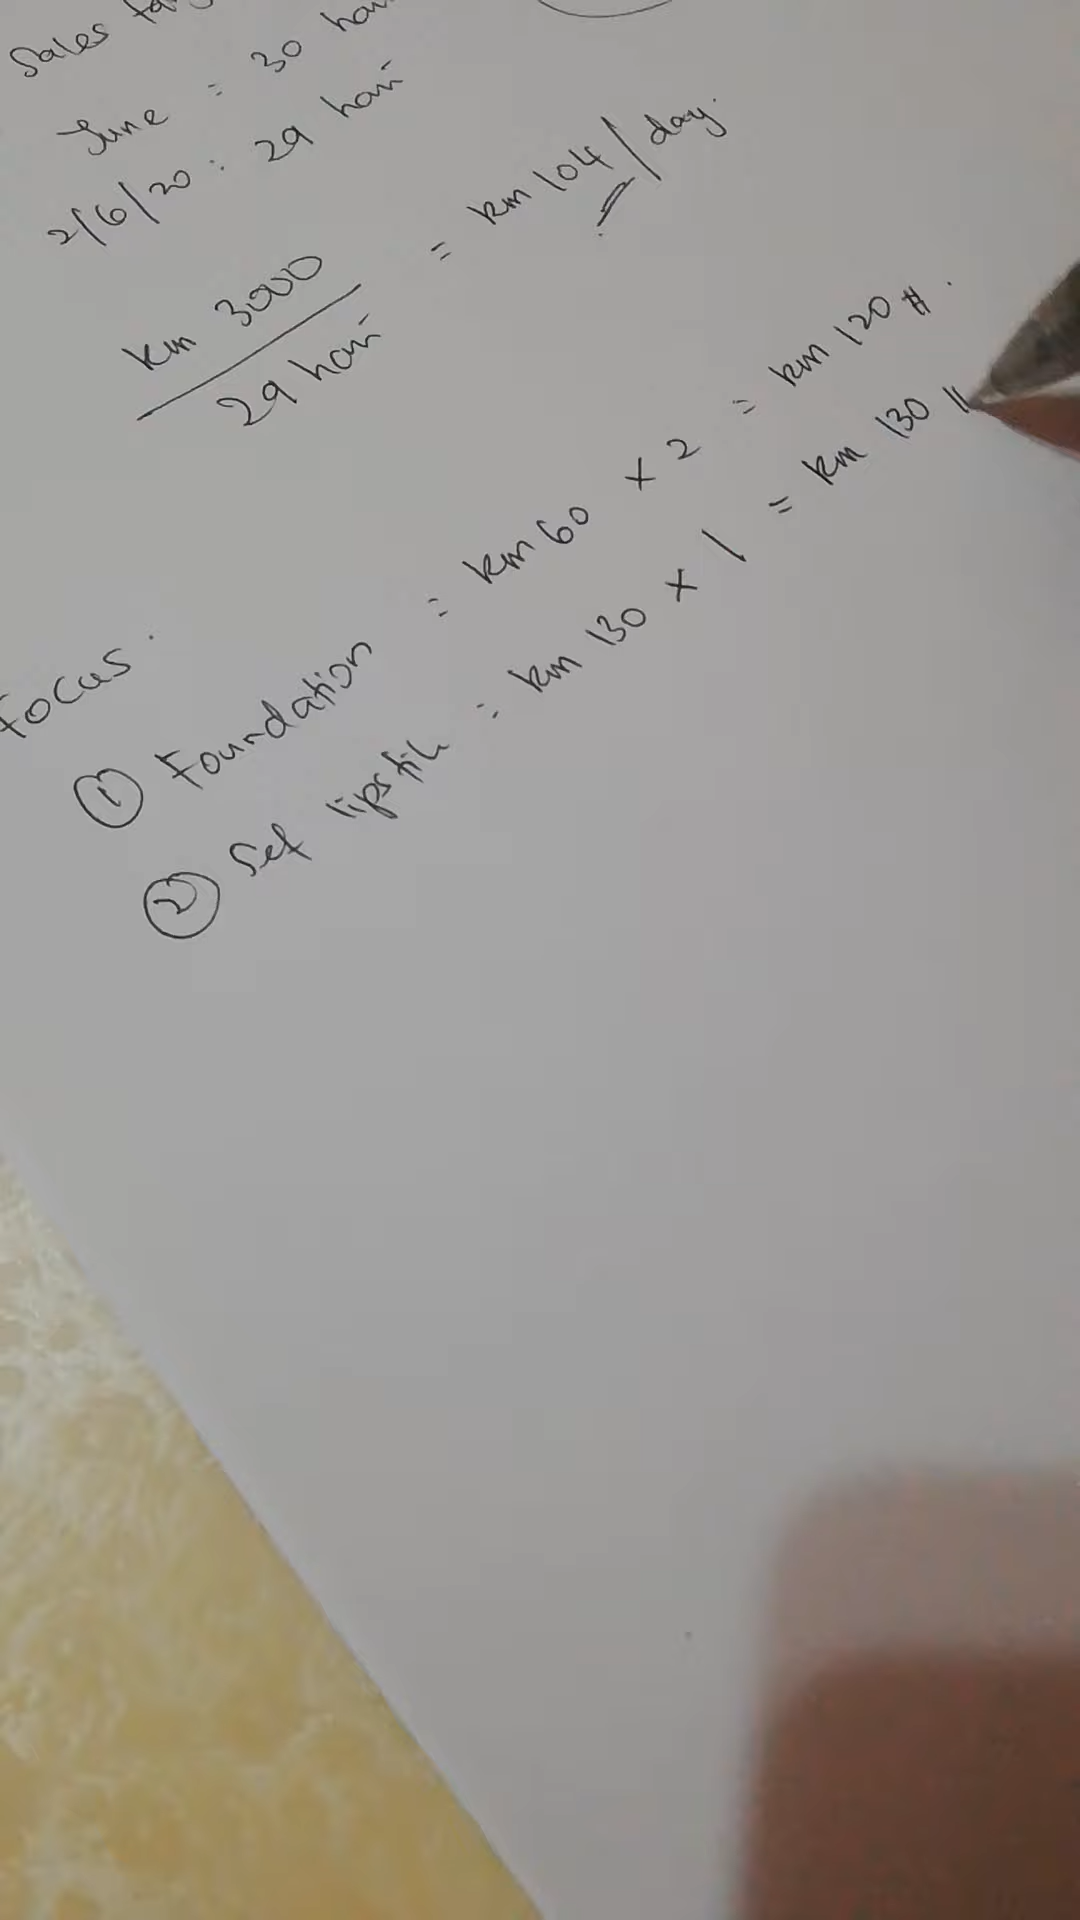 Sales
June = 30 hari
2/6/20 : 29 hari
RM 3000 = RM 104/day.
29 hari
Focus.
1 Foundation = RM 60 x 2 = RM 120 //.
2 Set lipstik = RM 130 x 1 = RM 130 //